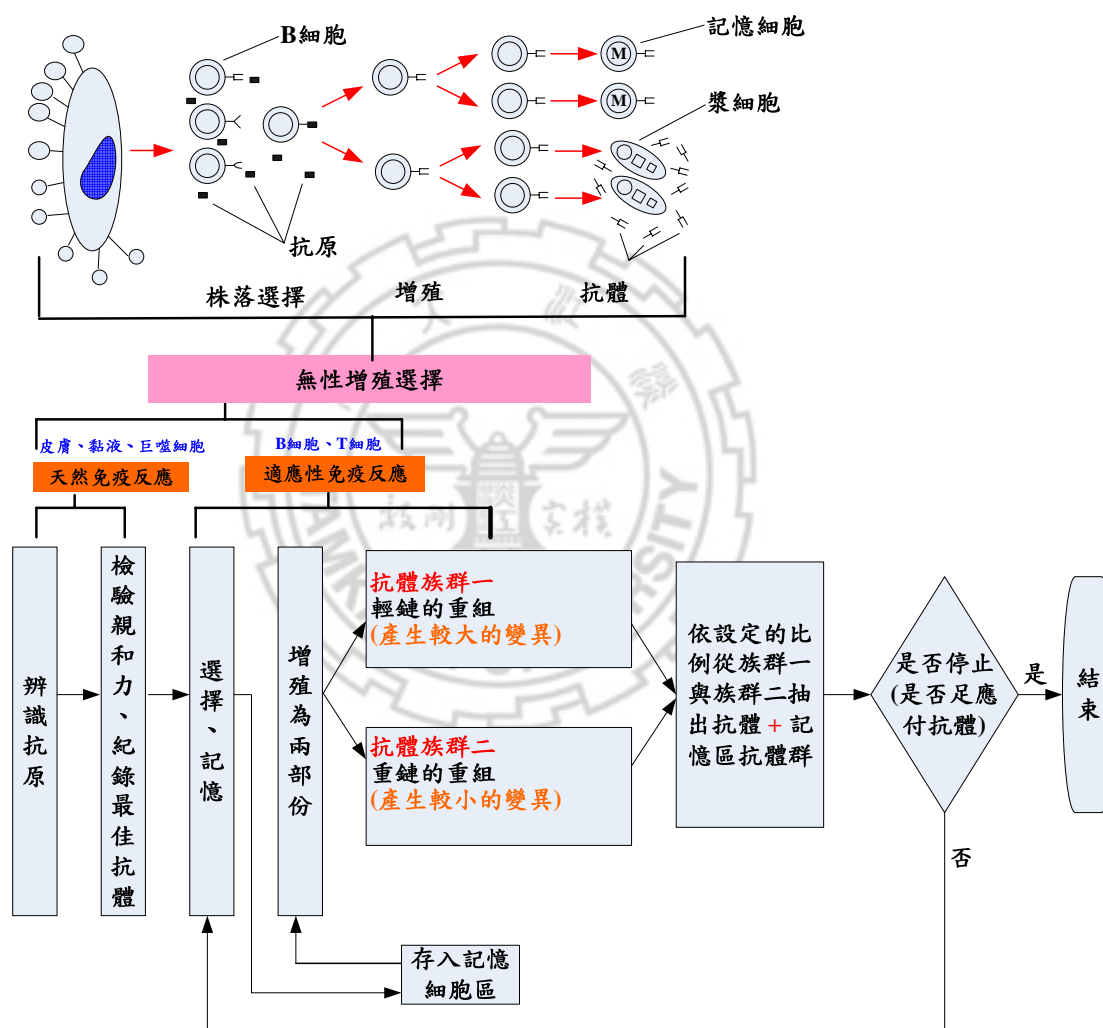 B細胞
記憶細胞
漿細胞
M
M
抗原
株落選擇
增殖
抗體
無性增殖選擇
皮膚、黏液、巨噬細胞
B細胞、T細胞
天然免疫反應
適應性免疫反應
辨識抗原
檢驗親和力、紀錄最佳抗體
選擇、記憶
增殖為兩部份
抗體族群一
輕鏈的重組
(產生較大的變異)
抗體族群二
重鏈的重組
(產生較小的變異)
依設定的比
例從族群一
與族群二抽
出抗體 + 記
憶區抗體群
是否停止
(是否足應
付抗體)
是
結束
否
存入記憶
細胞區